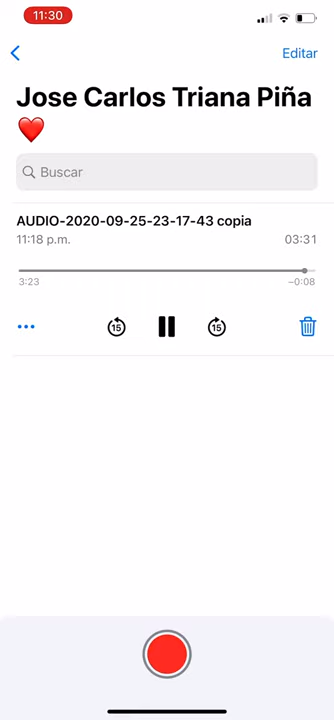 11:30
Editar
Jose Carlos Triana Piña
❤️
Buscar
AUDIO-2020-09-25-23-17-43 copia
11:18 p.m.
03:31
3:23
−0:08
15
15